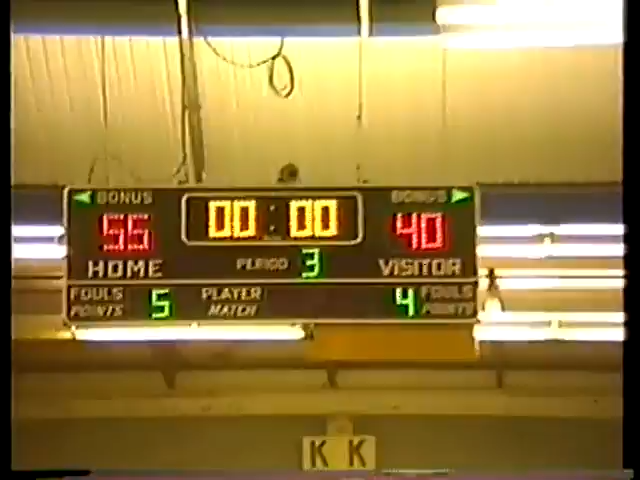 BONUS BONUS
55 00:00 40
HOME PERIOD 3 VISITOR
FOULS 5 PLAYER 4 FOULS
POINTS MATCH POINTS
K K